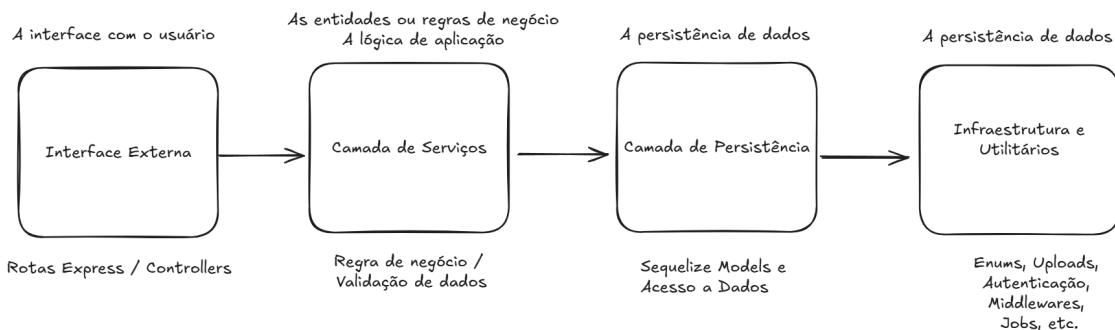 A interface com o usuário
As entidades ou regras de negócio
A lógica de aplicação
A persistência de dados
A persistência de dados
Interface Externa
Camada de Serviços
Camada de Persistência
Infraestrutura e
Utilitários
Rotas Express / Controllers
Regra de negócio /
Validação de dados
Sequelize Models e
Acesso a Dados
Enums, Uploads,
Autenticação,
Middlewares,
Jobs, etc.